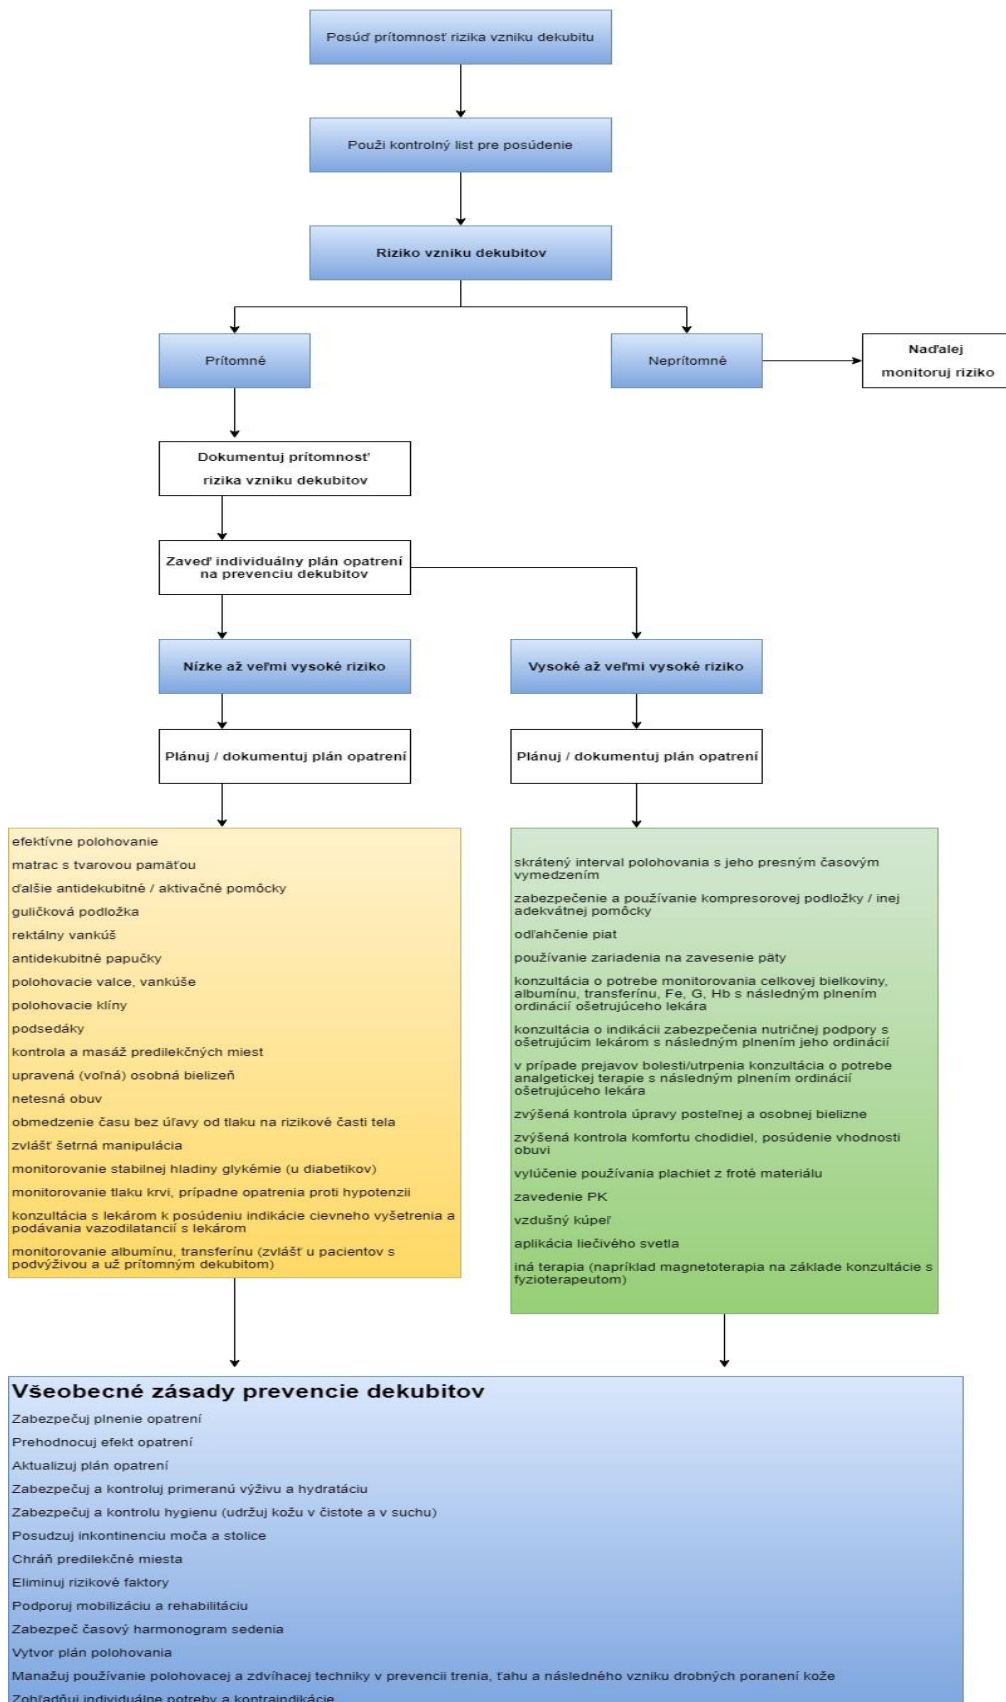 Posúď prítomnosť rizika vzniku dekubitu
Použi kontrolný list pre posúdenie
Riziko vzniku dekubitov
Prítomné
Neprítomné
Naďalej
monitoruj riziko
Dokumentuj prítomnosť
rizika vzniku dekubitov
Zaveď individuálny plán opatrení
na prevenciu dekubitov
Nízke až veľmi vysoké riziko
Vysoké až veľmi vysoké riziko
Plánuj / dokumentuj plán opatrení
Plánuj / dokumentuj plán opatrení
efektívne polohovanie
matrac s tvarovou pamäťou
ďalšie antidekubitné / aktivačné pomôcky
guličková podložka
rektálny vankúš
antidekubitné papučky
polohovacie valce, vankúše
polohovacie klíny
podsedáky
kontrola a masáž predilekčných miest
upravená (voľná) osobná bielizeň
netesná obuv
obmedzenie času bez úľavy od tlaku na rizikové časti tela
zvlášť šetrná manipulácia
monitorovanie stabilnej hladiny glykémie (u diabetikov)
monitorovanie tlaku krvi, prípadne opatrenia proti hypotenzii
konzultácia s lekárom k posúdeniu indikácie cievneho vyšetrenia a
podávania vazodilatancií s lekárom
monitorovanie albumínu, transferínu (zvlášť u pacientov s
podvýživou a už prítomným dekubitom)
skrátený interval polohovania s jeho presným časovým
vymedzením
zabezpečenie a používanie kompresorovej podložky / inej
adekvátnej pomôcky
odľahčenie piat
používanie zariadenia na zavesenie päty
konzultácia o potrebe monitorovania celkovej bielkoviny,
albumínu, transferínu, Fe, G, Hb s následným plnením
ordinácií ošetrujúceho lekára
konzultácia o indikácii zabezpečenia nutričnej podpory s
ošetrujúcim lekárom s následným plnením jeho ordinácií
v prípade prejavov bolesti/utrpenia konzultácia o potrebe
analgetickej terapie s následným plnením ordinácií
ošetrujúceho lekára
zvýšená kontrola úpravy posteľnej a osobnej bielizne
zvýšená kontrola komfortu chodidiel, posúdenie vhodnosti
obuvi
vylúčenie používania plachiet z froté materiálu
zavedenie PK
vzdušný kúpeľ
aplikácia liečivého svetla
iná terapia (napríklad magnetoterapia na základe konzultácie s
fyzioterapeutom)
Všeobecné zásady prevencie dekubitov
Zabezpečuj plnenie opatrení
Prehodnocuj efekt opatrení
Aktualizuj plán opatrení
Zabezpečuj a kontroluj primeranú výživu a hydratáciu
Zabezpečuj a kontrolu hygienu (udržuj kožu v čistote a v suchu)
Posudzuj inkontinenciu moča a stolice
Chráň predilekčné miesta
Eliminuj rizikové faktory
Podporuj mobilizáciu a rehabilitáciu
Zabezpeč časový harmonogram sedenia
Vytvor plán polohovania
Manažuj používanie polohovacej a zdvíhacej techniky v prevencii trenia, ťahu a následného vzniku drobných poranení kože
Zohľadňuj individuálne potreby a kontraindikácie